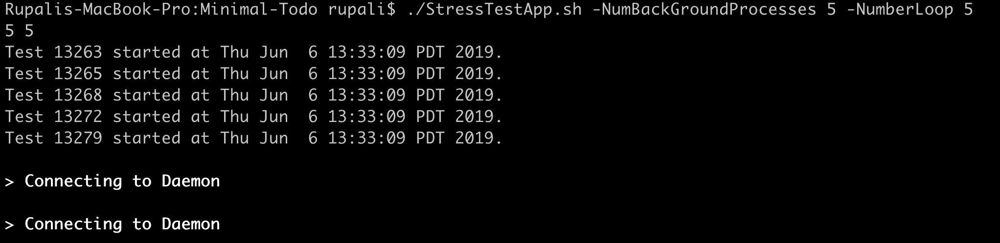 Rupalis-MacBook-Pro:Minimal-Todo rupali$ ./StressTestApp.sh -NumBackGroundProcesses 5 -NumberLoop 5
5 5
Test 13263 started at Thu Jun  6 13:33:09 PDT 2019.
Test 13265 started at Thu Jun  6 13:33:09 PDT 2019.
Test 13268 started at Thu Jun  6 13:33:09 PDT 2019.
Test 13272 started at Thu Jun  6 13:33:09 PDT 2019.
Test 13279 started at Thu Jun  6 13:33:09 PDT 2019.
> Connecting to Daemon
> Connecting to Daemon